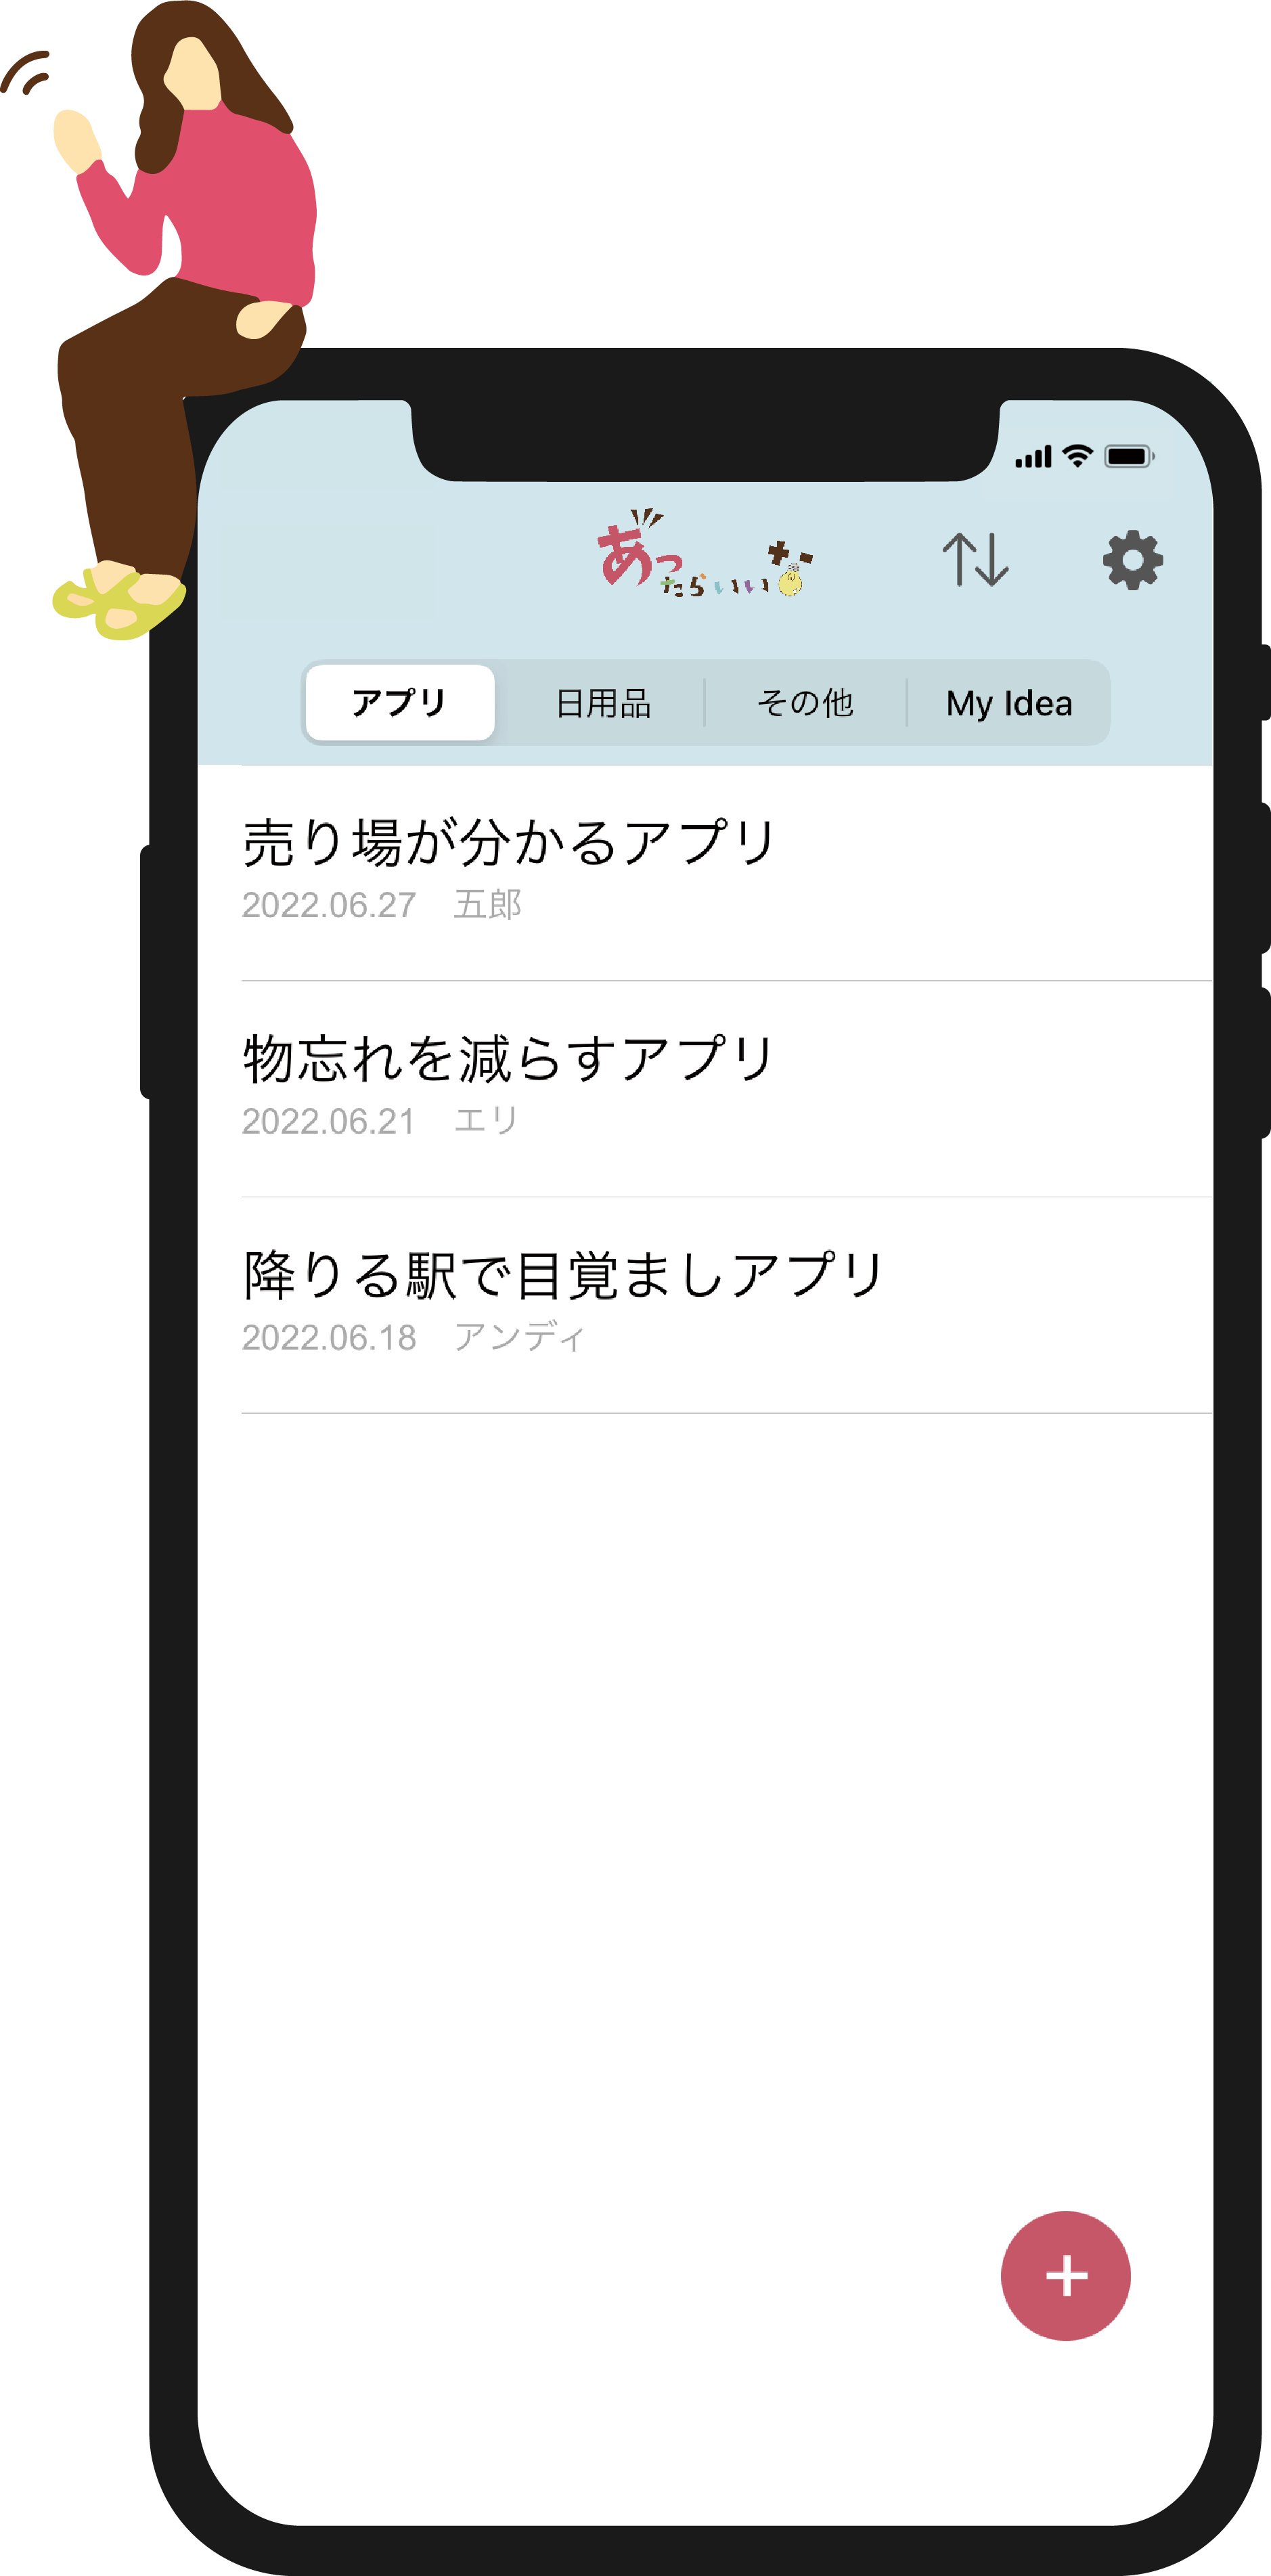 あったらいいな
アプリ 日用品 その他 My Idea
売り場が分かるアプリ
2022.06.27 五郎
物忘れを減らすアプリ
2022.06.21 エリ
降りる駅で目覚ましアプリ
2022.06.18 アンディ